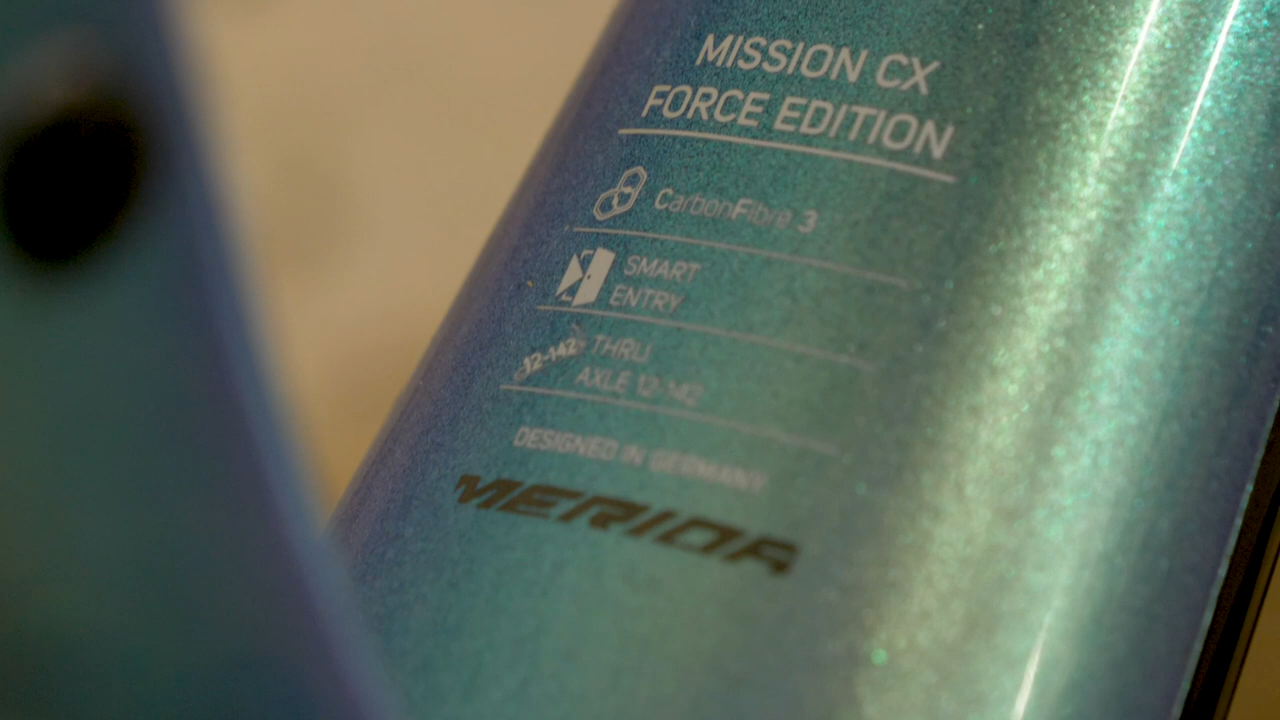 MISSION CX
FORCE EDITION
CarbonFibre 3
SMART
ENTRY
12-142
THRU
AXLE 12-142
DESIGNED IN GERMANY
MERIDA